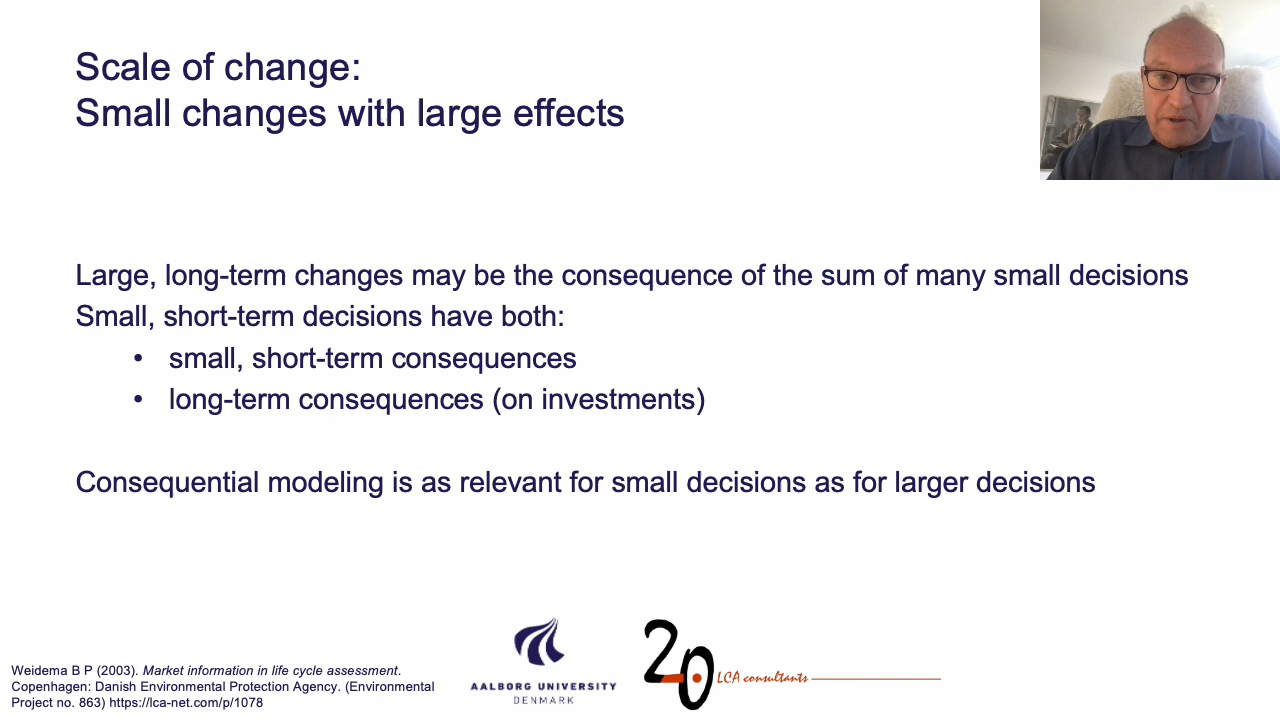 Scale of change:
Small changes with large effects
Large, long-term changes may be the consequence of the sum of many small decisions
Small, short-term decisions have both:
• small, short-term consequences
• long-term consequences (on investments)
Consequential modeling is as relevant for small decisions as for larger decisions
Weidema B P (2003). Market information in life cycle assessment.
Copenhagen: Danish Environmental Protection Agency. (Environmental
Project no. 863) https://lca-net.com/p/1078
AALBORG UNIVERSITY
DENMARK
2.0 LCA consultants